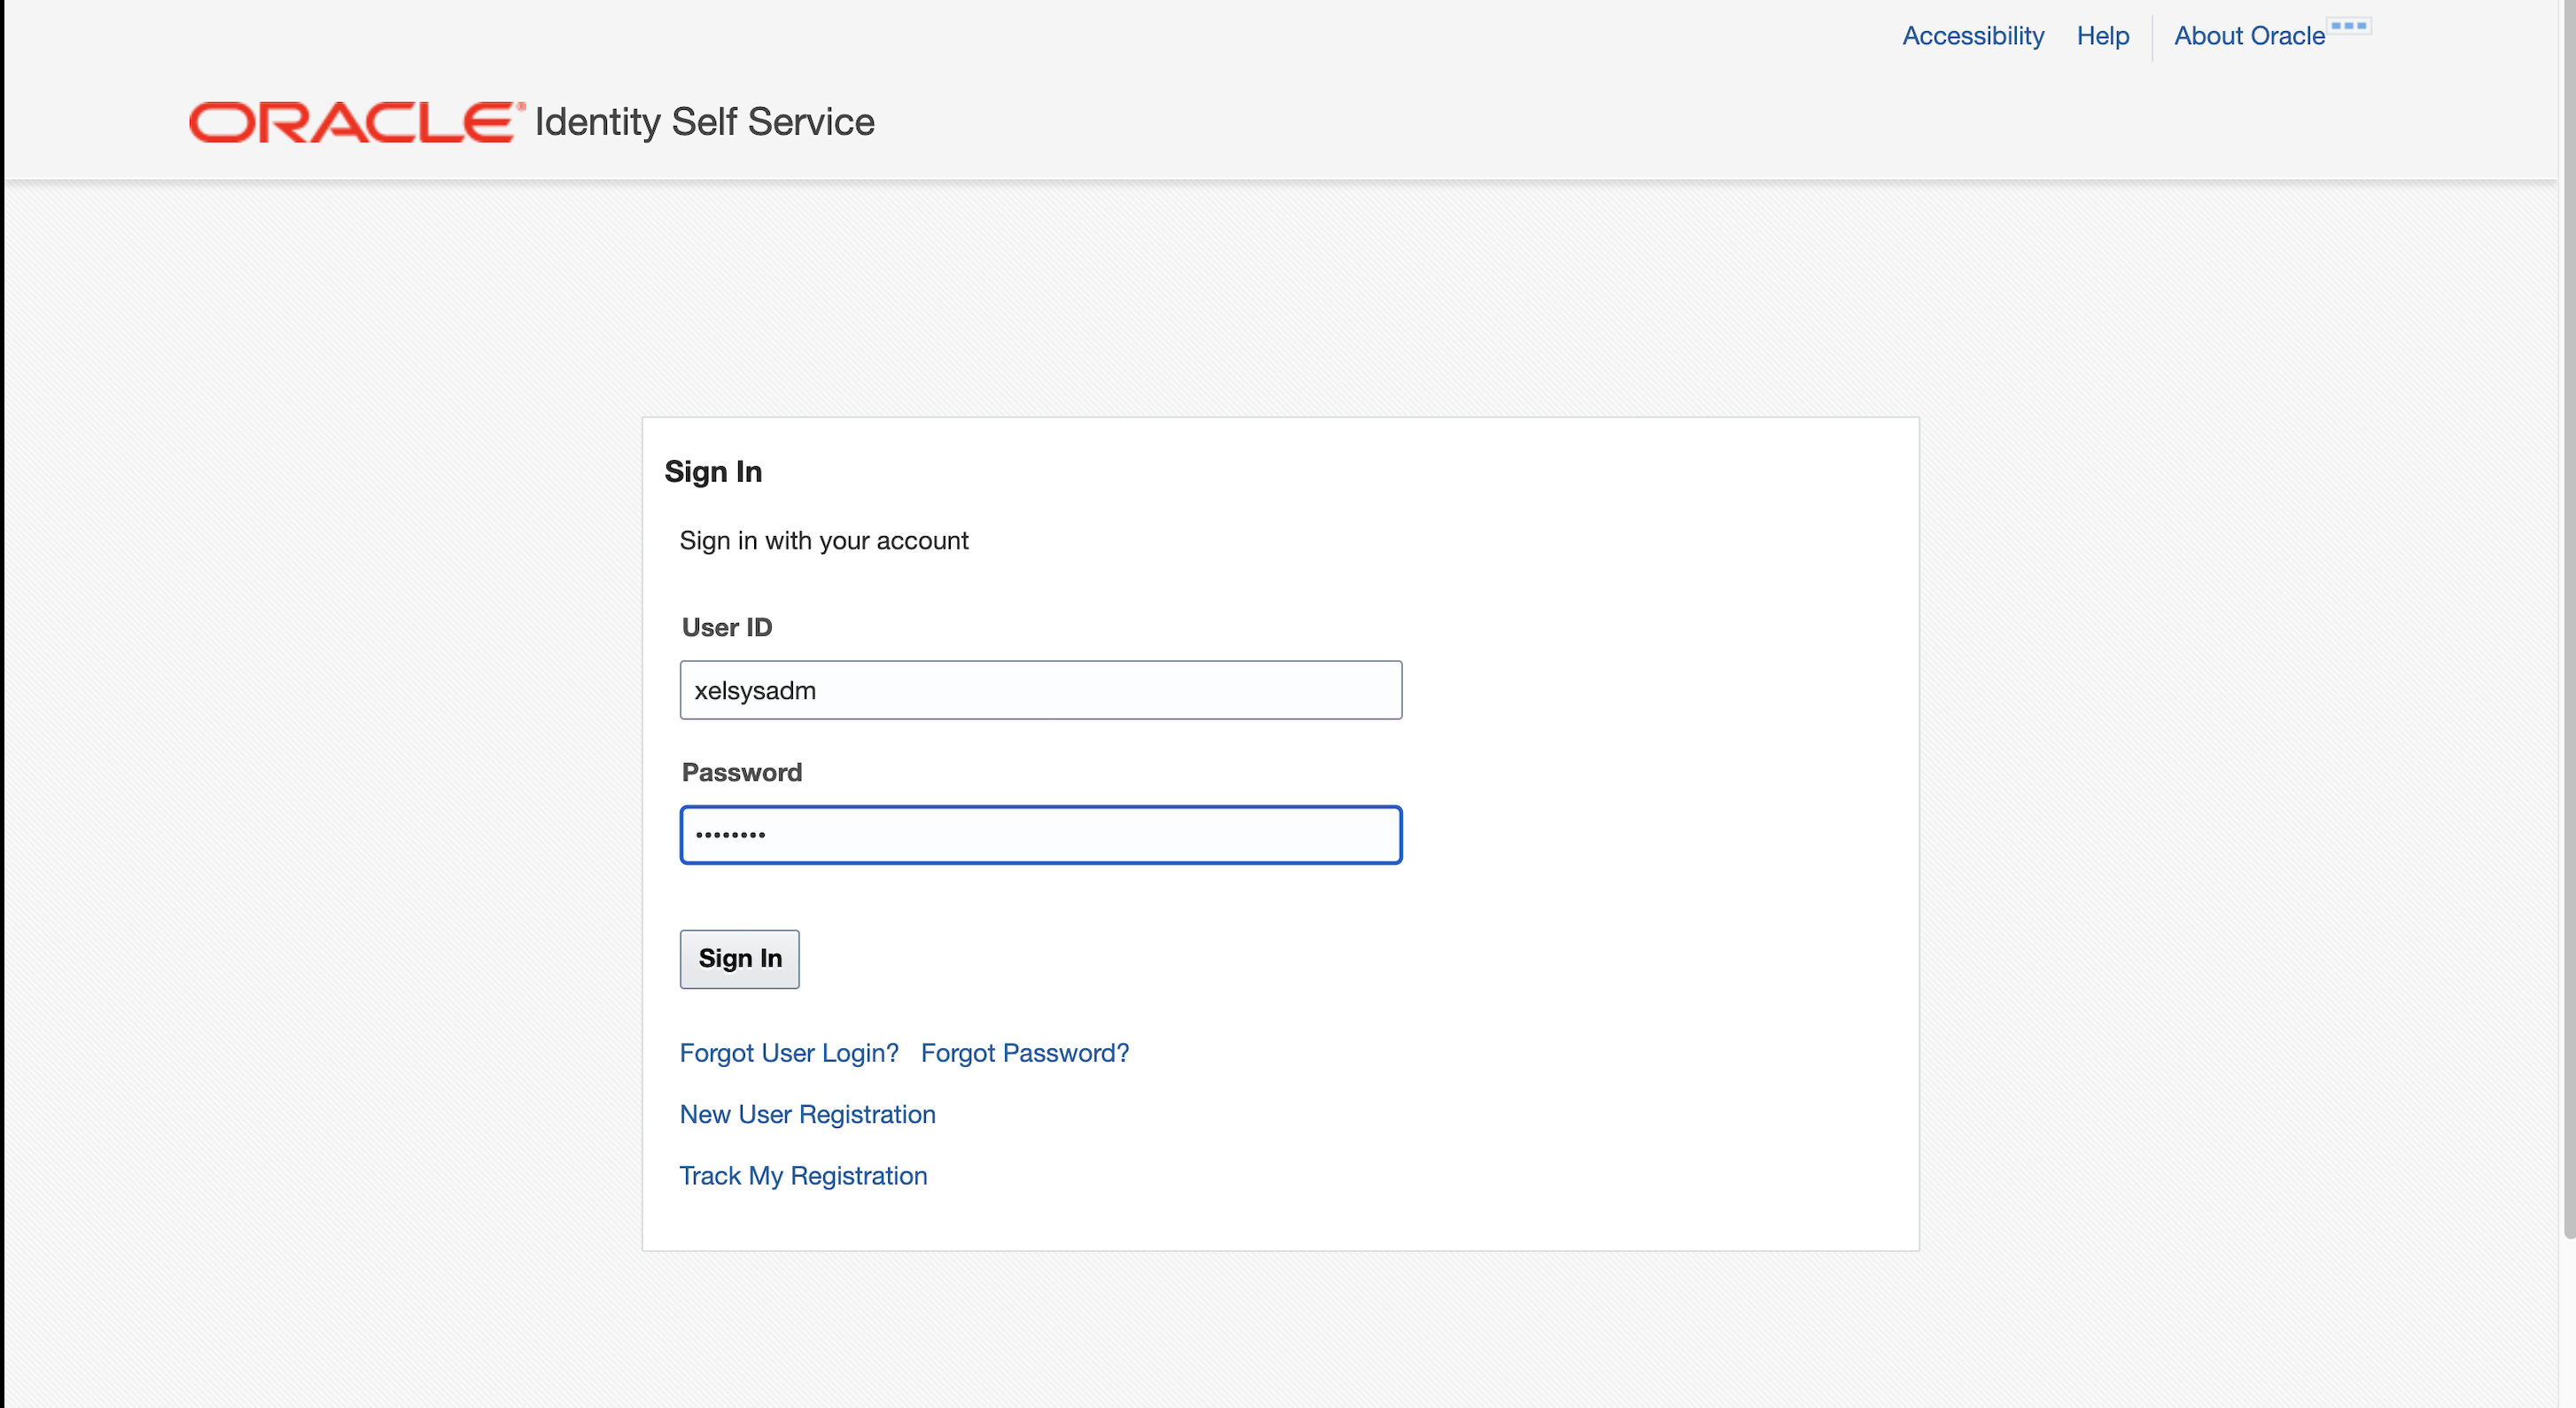 Accessibility Help About Oracle
ORACLE® Identity Self Service
Sign In
Sign in with your account
User ID
xelsysadm
Password
••••••••
Sign In
Forgot User Login? Forgot Password?
New User Registration
Track My Registration